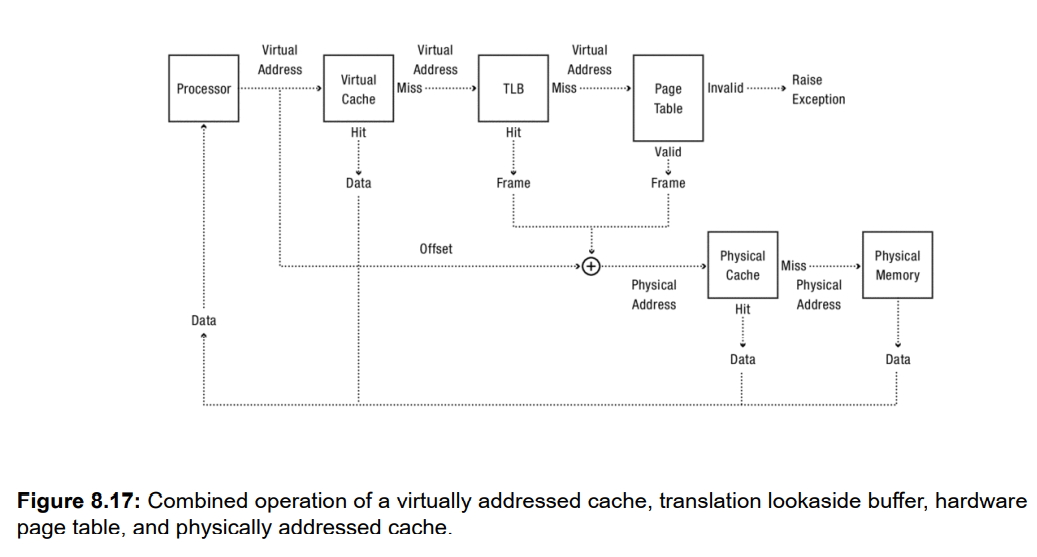 Virtual
Address
Virtual
Address
Virtual
Address
Processor
Virtual
Cache
Miss
TLB
Miss
Page
Table
Invalid
Raise
Exception
Hit
Hit
Valid
Data
Frame
Frame
Offset
Physical
Cache
Miss
Physical
Memory
Physical
Address
Physical
Address
Hit
Data
Data
Data
Figure 8.17: Combined operation of a virtually addressed cache, translation lookaside buffer, hardware
page table, and physically addressed cache.